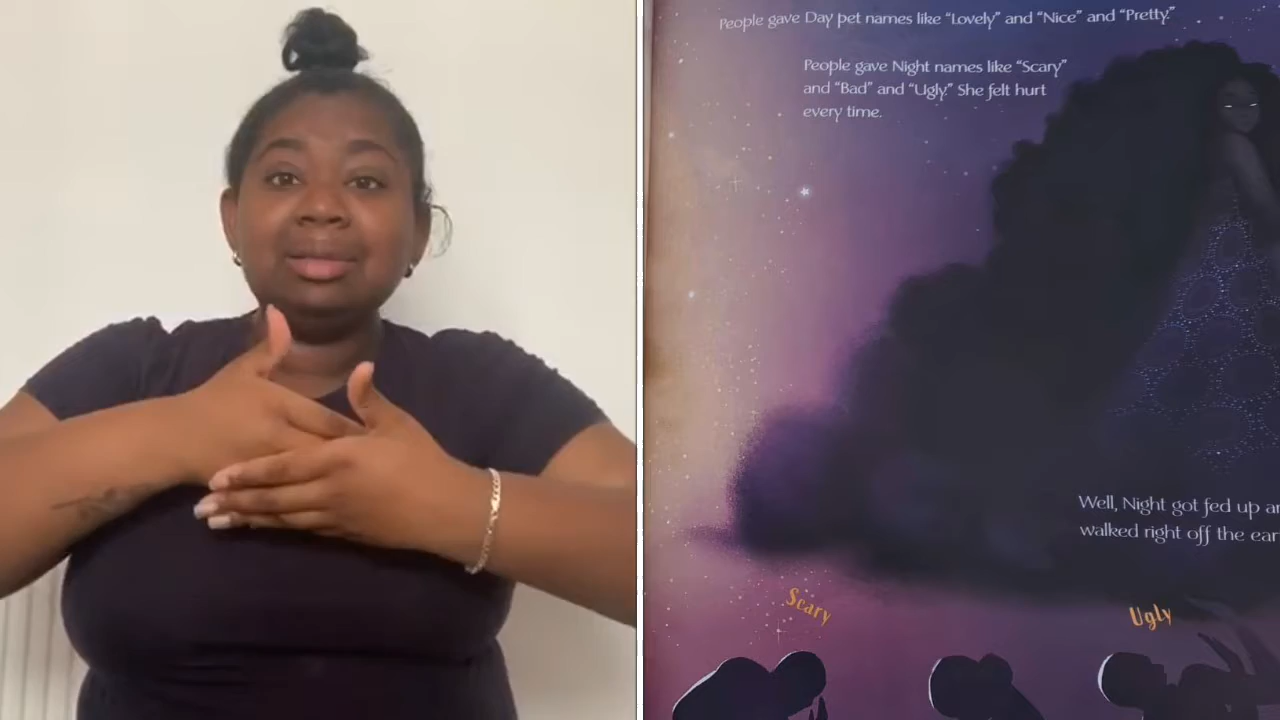 People gave Day pet names like “Lovely” and “Nice” and “Pretty.”
People gave Night names like “Scary”
and “Bad” and “Ugly.” She felt hurt
every time.
Well, Night got fed up
walked right off the
Scary
Ugly